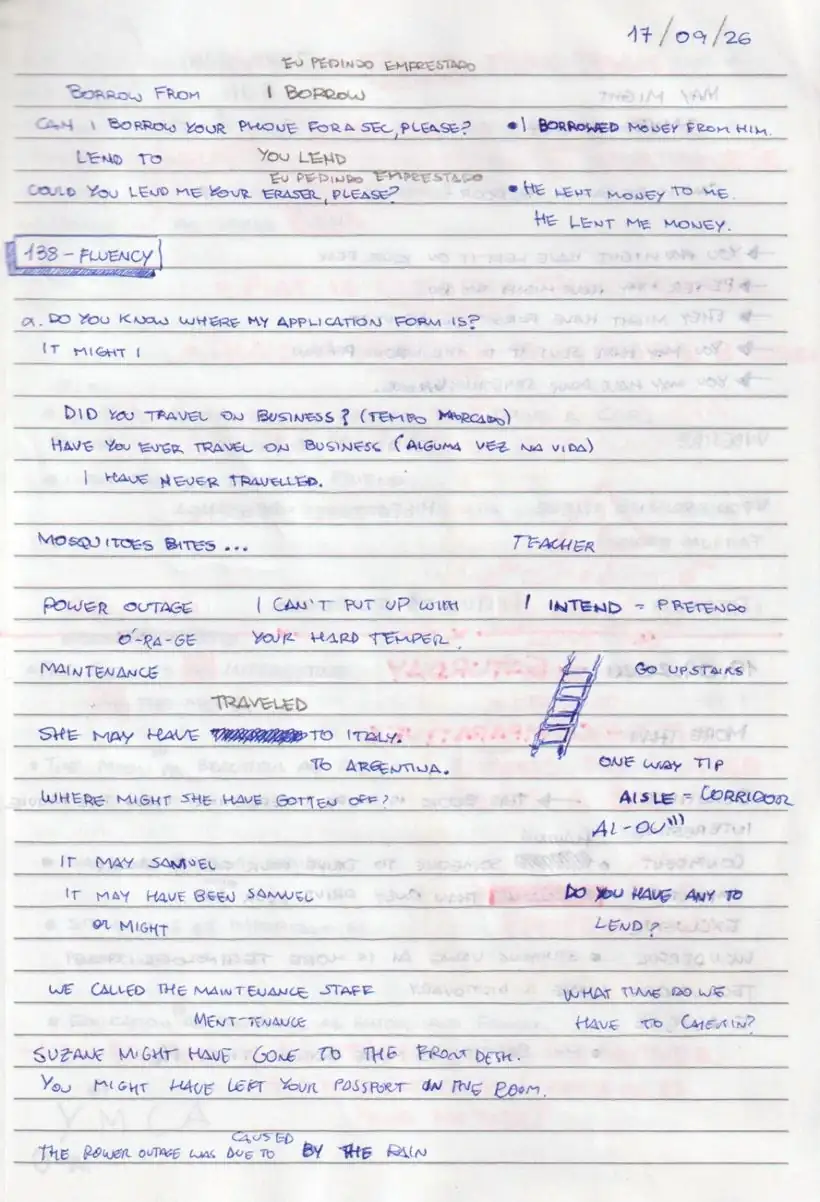 17/09/26
EU PEDINDO EMPRESTADO
BORROW FROM I BORROW
CAN I BORROW YOUR PHONE FOR A SEC, PLEASE? • I BORROWED MONEY FROM HIM.
LEND TO YOU LEND
EU PEDINDO EMPRESTADO
COULD YOU LEND ME YOUR ERASER, PLEASE? • HE LENT MONEY TO ME.
HE LENT ME MONEY.
138 - FLUENCY
a. DO YOU KNOW WHERE MY APPLICATION FORM IS?
IT MIGHT I
DID YOU TRAVEL ON BUSINESS? (TEMPO MARCADO)
HAVE YOU EVER TRAVEL ON BUSINESS (ALGUMA VEZ NA VIDA)
I HAVE NEVER TRAVELLED.
MOSQUITOES BITES... TEACHER
POWER OUTAGE I CAN'T PUT UP WITH I INTEND = PRETENDO
O'-RA-GE YOUR HARD TEMPER.
MAINTENANCE GO UPSTAIRS
TRAVELED
SHE MAY HAVE TO ITALY.
TO ARGENTINA. ONE WAY TIP
WHERE MIGHT SHE HAVE GOTTEN OFF? AISLE = CORRIDOR
AL-OU)))
IT MAY SAMUEL
IT MAY HAVE BEEN SAMUEL DO YOU HAVE ANY TO
OR MIGHT LEND?
WE CALLED THE MAINTENANCE STAFF WHAT TIME DO WE
MENT-TENANCE HAVE TO CHEKIN?
SUZANE MIGHT HAVE GONE TO THE FRONT DESK.
YOU MIGHT HAVE LEFT YOUR PASSPORT IN THE ROOM.
CAUSED
THE POWER OUTAGE WAS DUE TO BY THE RAIN